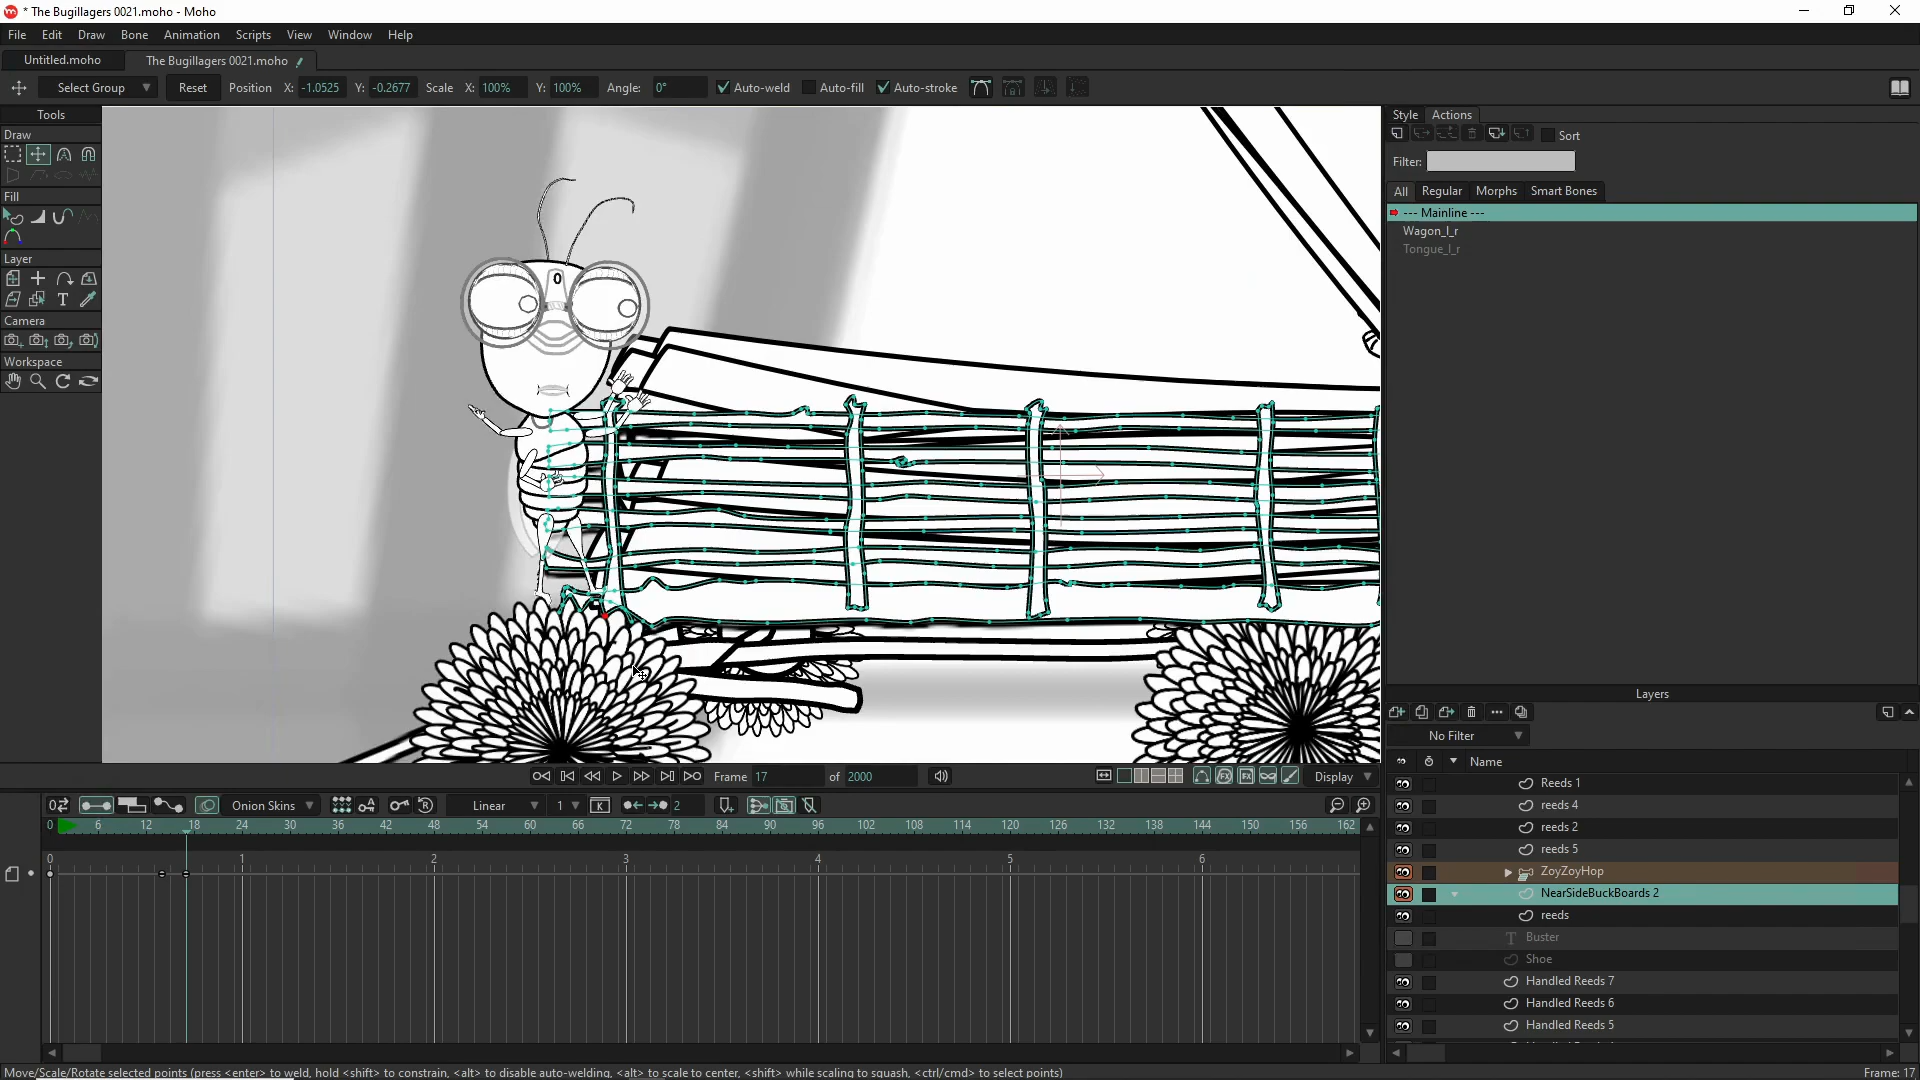 * The Bugillagers 0021.moho - Moho
File Edit Draw Bone Animation Scripts View Window Help
Untitled.moho The Bugillagers 0021.moho
Select Group Reset Position X: -1.0525 Y: -0.2677 Scale X: 100% Y: 100% Angle: 0° Auto-weld Auto-fill Auto-stroke
Tools
Draw
Fill
Layer
T
Camera
Workspace
0
Style Actions
Sort
Filter:
All Regular Morphs Smart Bones
--- Mainline ---
Wagon_l_r
Tongue_l_r
Layers
No Filter
Name
Reeds 1
reeds 4
reeds 2
reeds 5
ZoyZoyHop
NearSideBuckBoards 2
reeds
T Buster
Shoe
Handled Reeds 7
Handled Reeds 6
Handled Reeds 5
Frame 17 of 2000 Display
Onion Skins Linear 1 K 2
0 6 12 18 24 30 36 42 48 54 60 66 72 78 84 90 96 102 108 114 120 126 132 138 144 150 156 162
0 1 2 3 4 5 6
Move/Scale/Rotate selected points (press <enter> to weld, hold <shift> to constrain, <alt> to disable auto-welding, <alt> to scale to center, <shift> while scaling to squash, <ctrl/cmd> to select points)
Frame: 17